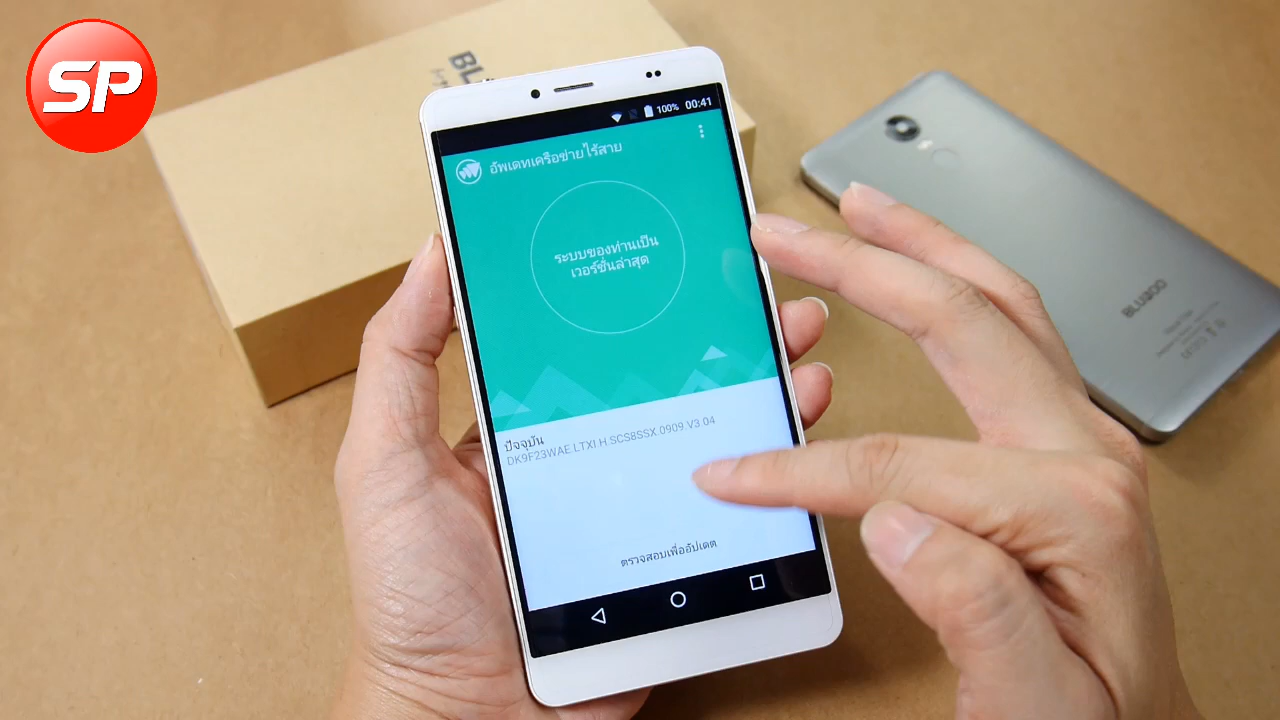 SP
BLU
100% 00:41
อัพเดทเครือข่ายไร้สาย
ระบบของท่านเป็น
เวอร์ชั่นล่าสุด
ปัจจุบัน
DK9F23WAE.LTXI.H.SCS8SSX.0909.V3.04
ตรวจสอบเพื่ออัปเดต
BLUBOO